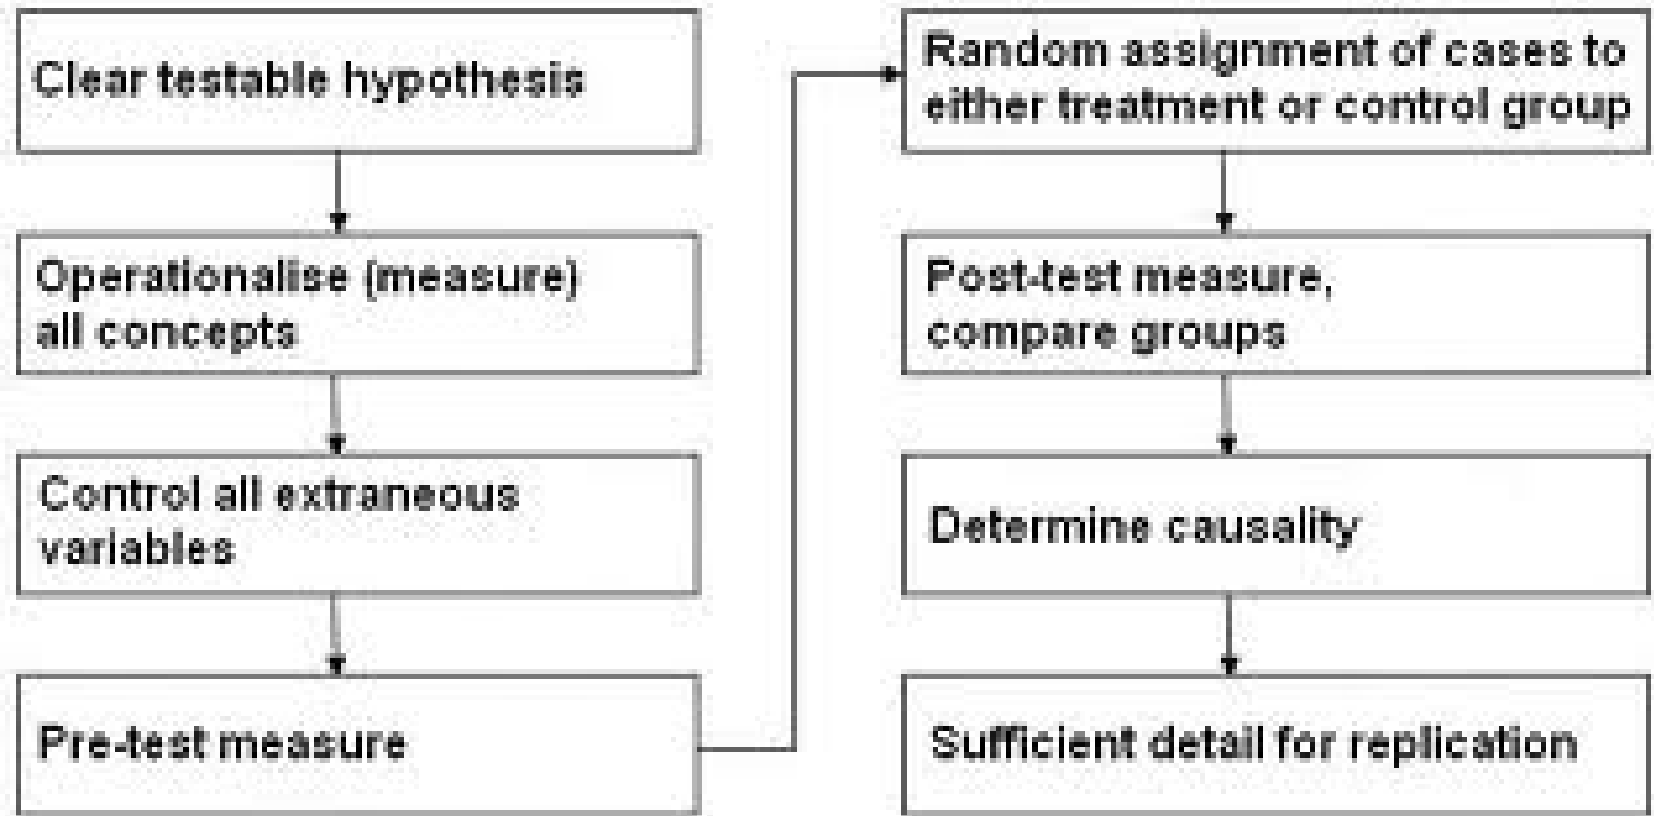 Clear testable hypothesis
Operationalise (measure)
all concepts
Control all extraneous
variables
Pre-test measure
Random assignment of cases to
either treatment or control group
Post-test measure,
compare groups
Determine causality
Sufficient detail for replication